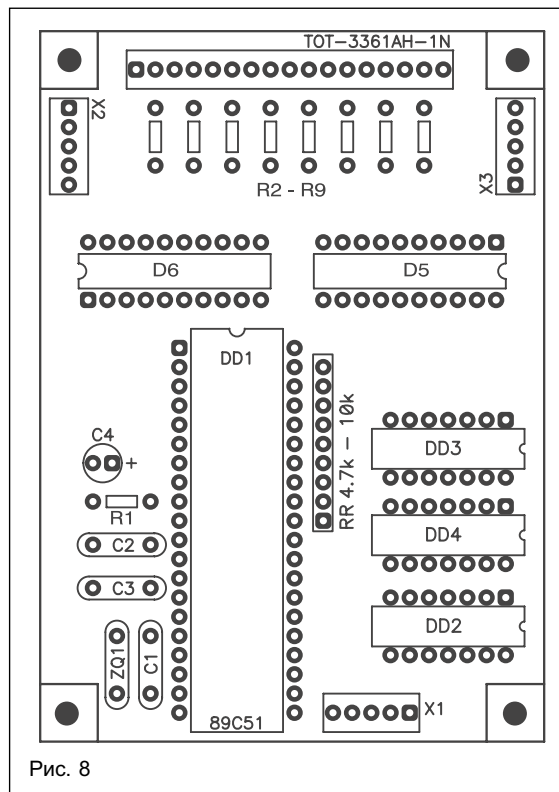 TOT-3361AH-1N
X2
X3
R2 - R9
D6
D5
DD1
C4
+
RR 4.7k - 10k
DD3
R1
C2
DD4
C3
ZQ1
C1
DD2
89C51
X1
Рис. 8